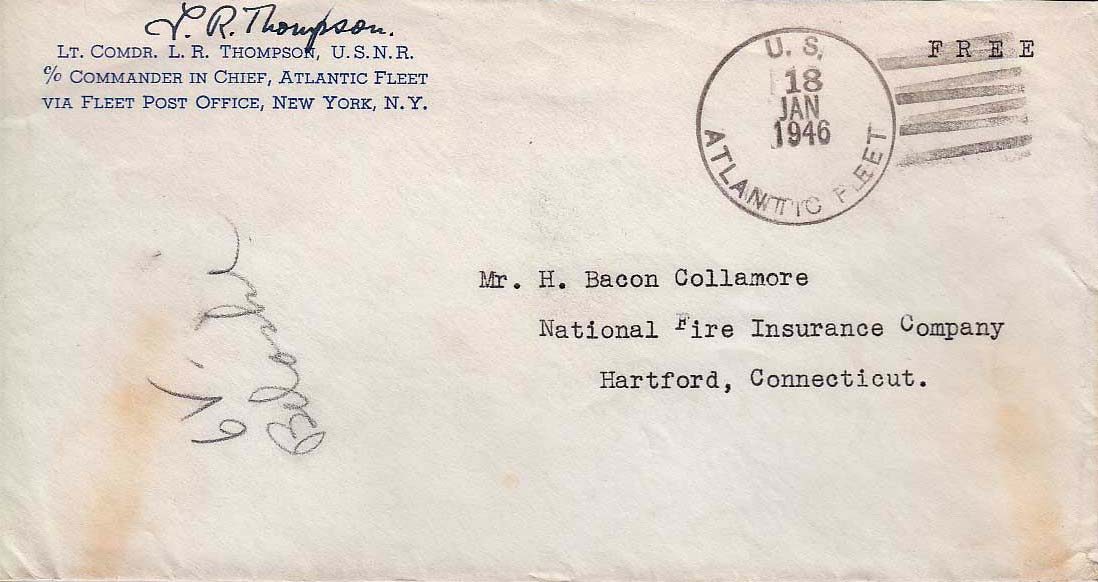 L. R. Thompson.
LT. COMDR. L. R. THOMPSON, U.S.N.R.
c/o COMMANDER IN CHIEF, ATLANTIC FLEET
VIA FLEET POST OFFICE, NEW YORK, N.Y.
U. S.
18
JAN
1946
ATLANTIC FLEET
FREE
Mr. H. Bacon Collamore
National Fire Insurance Company
Hartford, Connecticut.